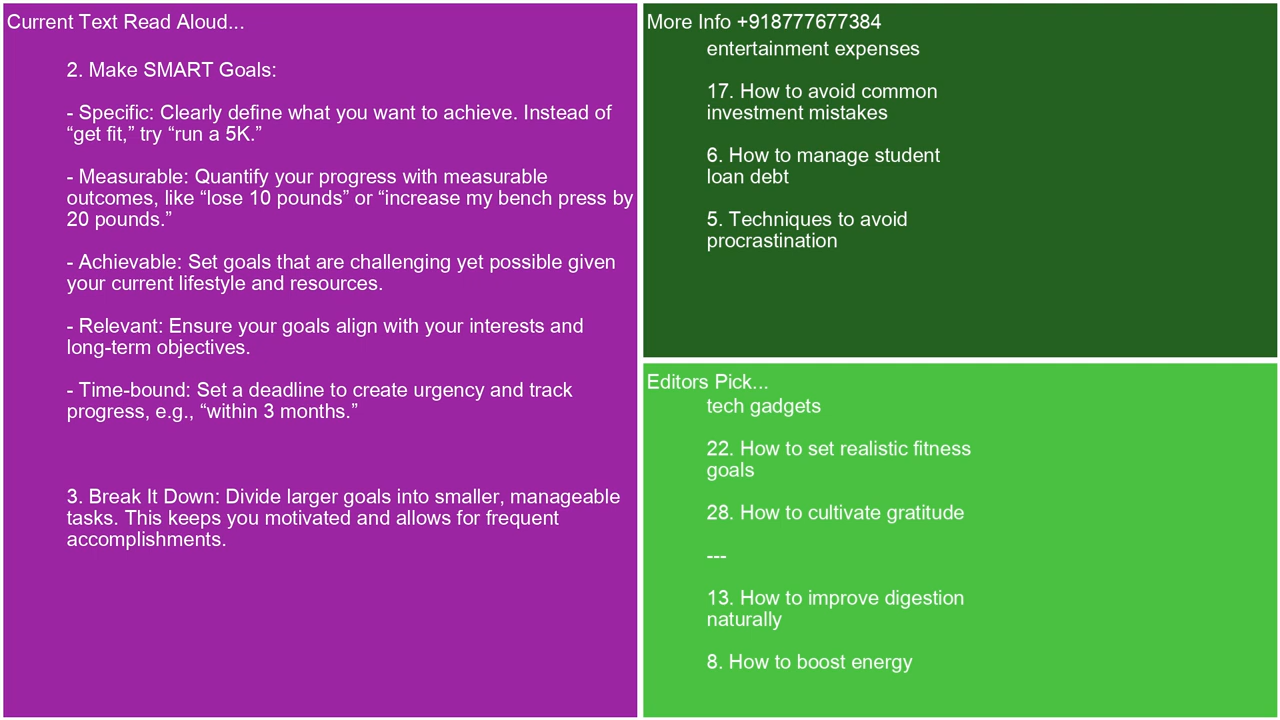 Current Text Read Aloud...
2. Make SMART Goals:
- Specific: Clearly define what you want to achieve. Instead of
“get fit,” try “run a 5K.”
- Measurable: Quantify your progress with measurable
outcomes, like “lose 10 pounds” or “increase my bench press by
20 pounds.”
- Achievable: Set goals that are challenging yet possible given
your current lifestyle and resources.
- Relevant: Ensure your goals align with your interests and
long-term objectives.
- Time-bound: Set a deadline to create urgency and track
progress, e.g., “within 3 months.”
3. Break It Down: Divide larger goals into smaller, manageable
tasks. This keeps you motivated and allows for frequent
accomplishments.
More Info +918777677384
entertainment expenses
17. How to avoid common
investment mistakes
6. How to manage student
loan debt
5. Techniques to avoid
procrastination
Editors Pick...
tech gadgets
22. How to set realistic fitness
goals
28. How to cultivate gratitude
---
13. How to improve digestion
naturally
8. How to boost energy